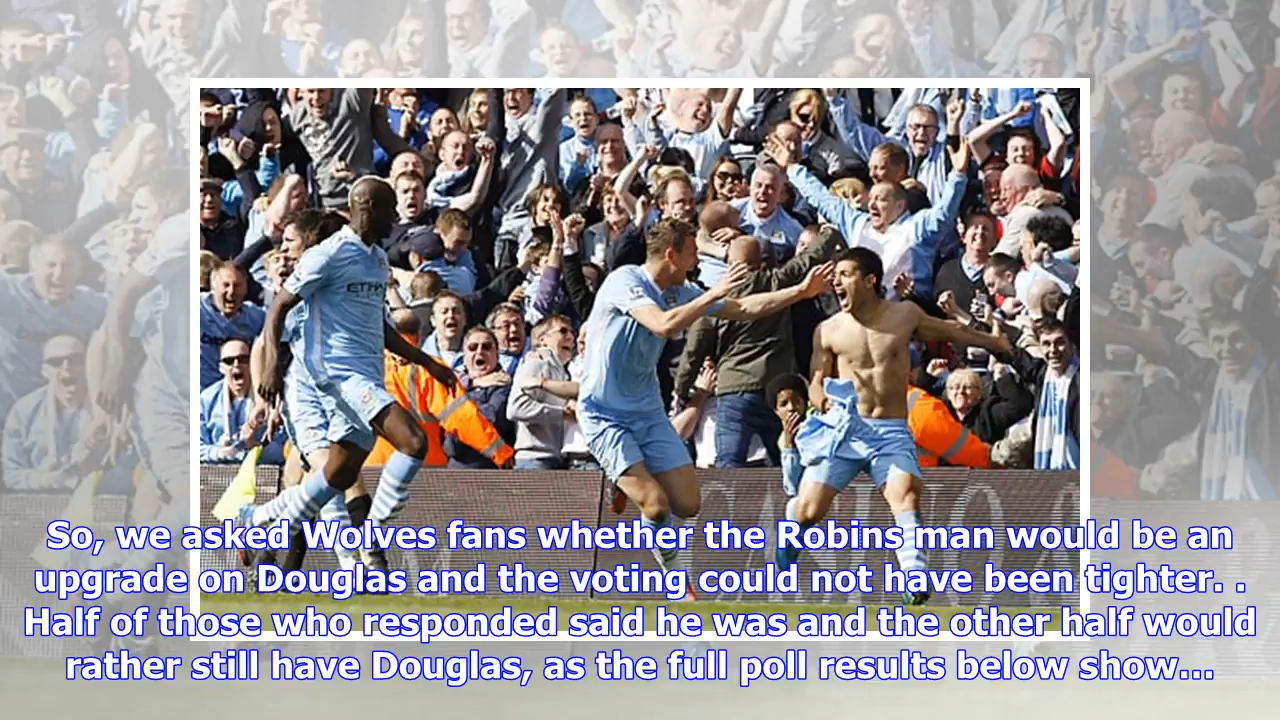 ETIHAD
So, we asked Wolves fans whether the Robins man would be an
upgrade on Douglas and the voting could not have been tighter. .
Half of those who responded said he was and the other half would
rather still have Douglas, as the full poll results below show...